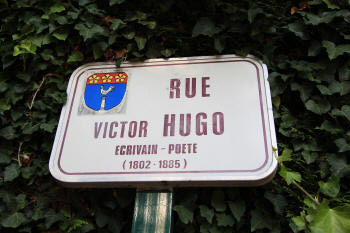 RUE
VICTOR HUGO
ECRIVAIN - POETE
(1802 - 1885)